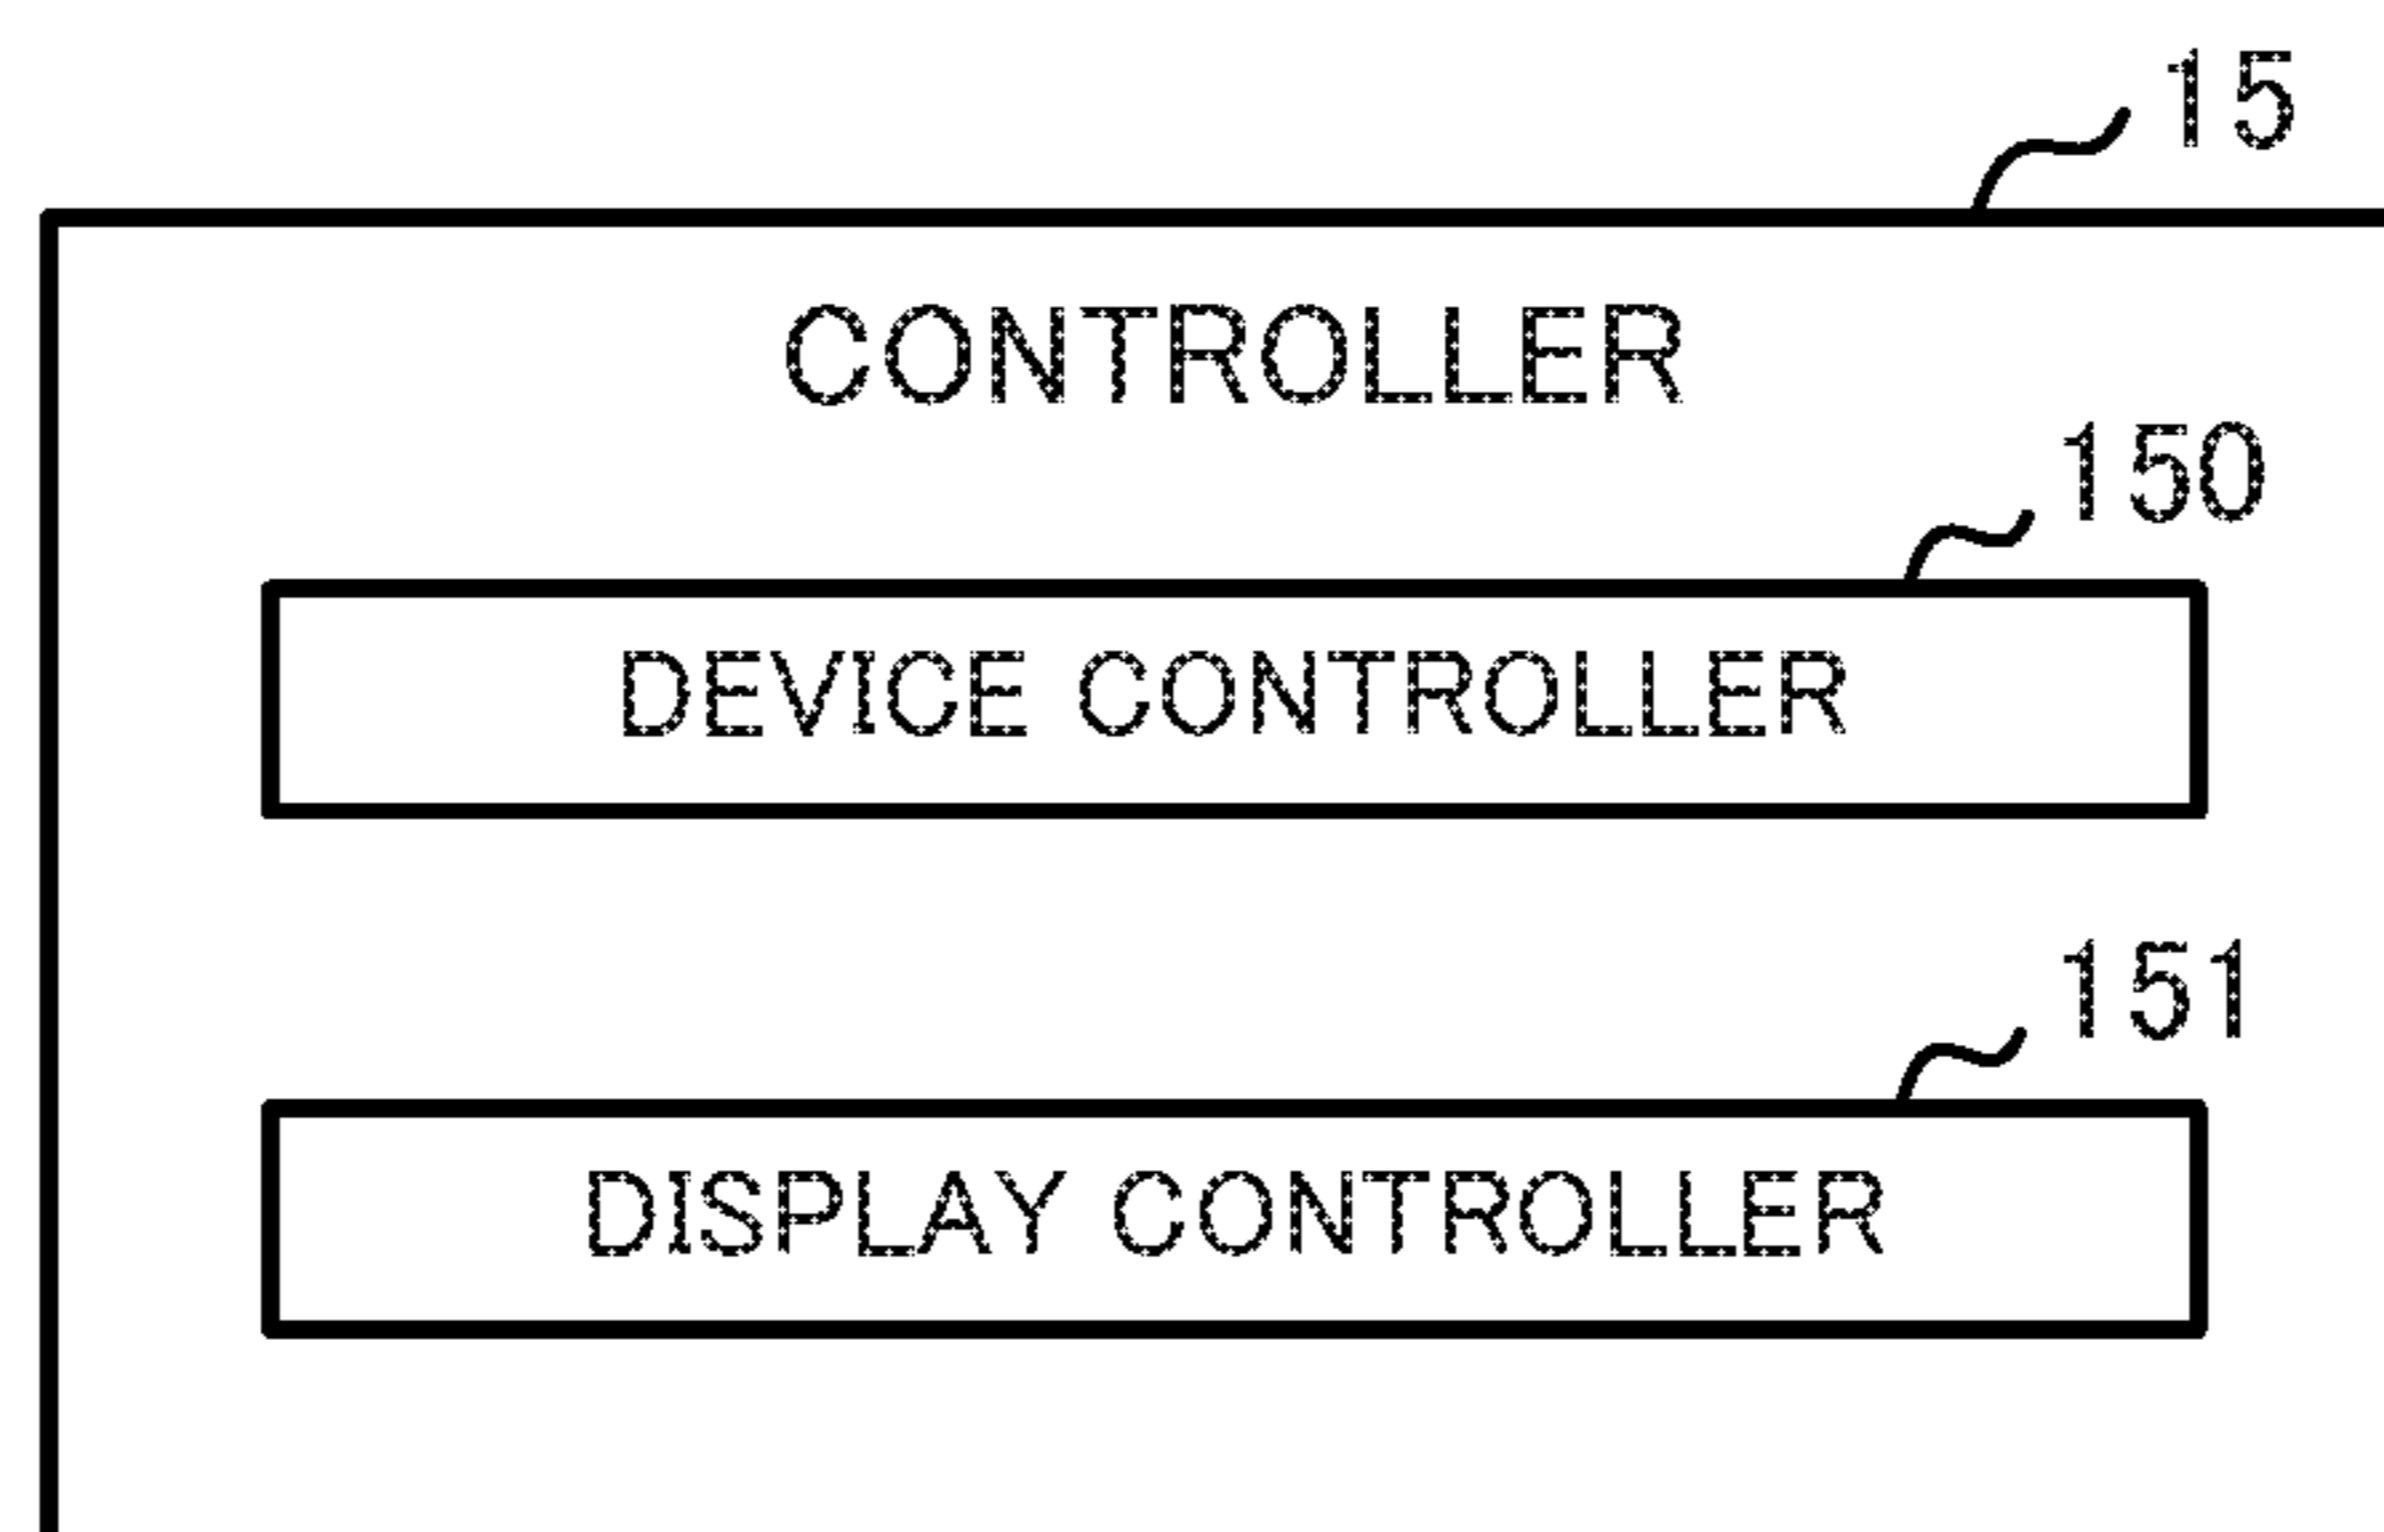 15
CONTROLLER
150
DEVICE CONTROLLER
151
DISPLAY CONTROLLER